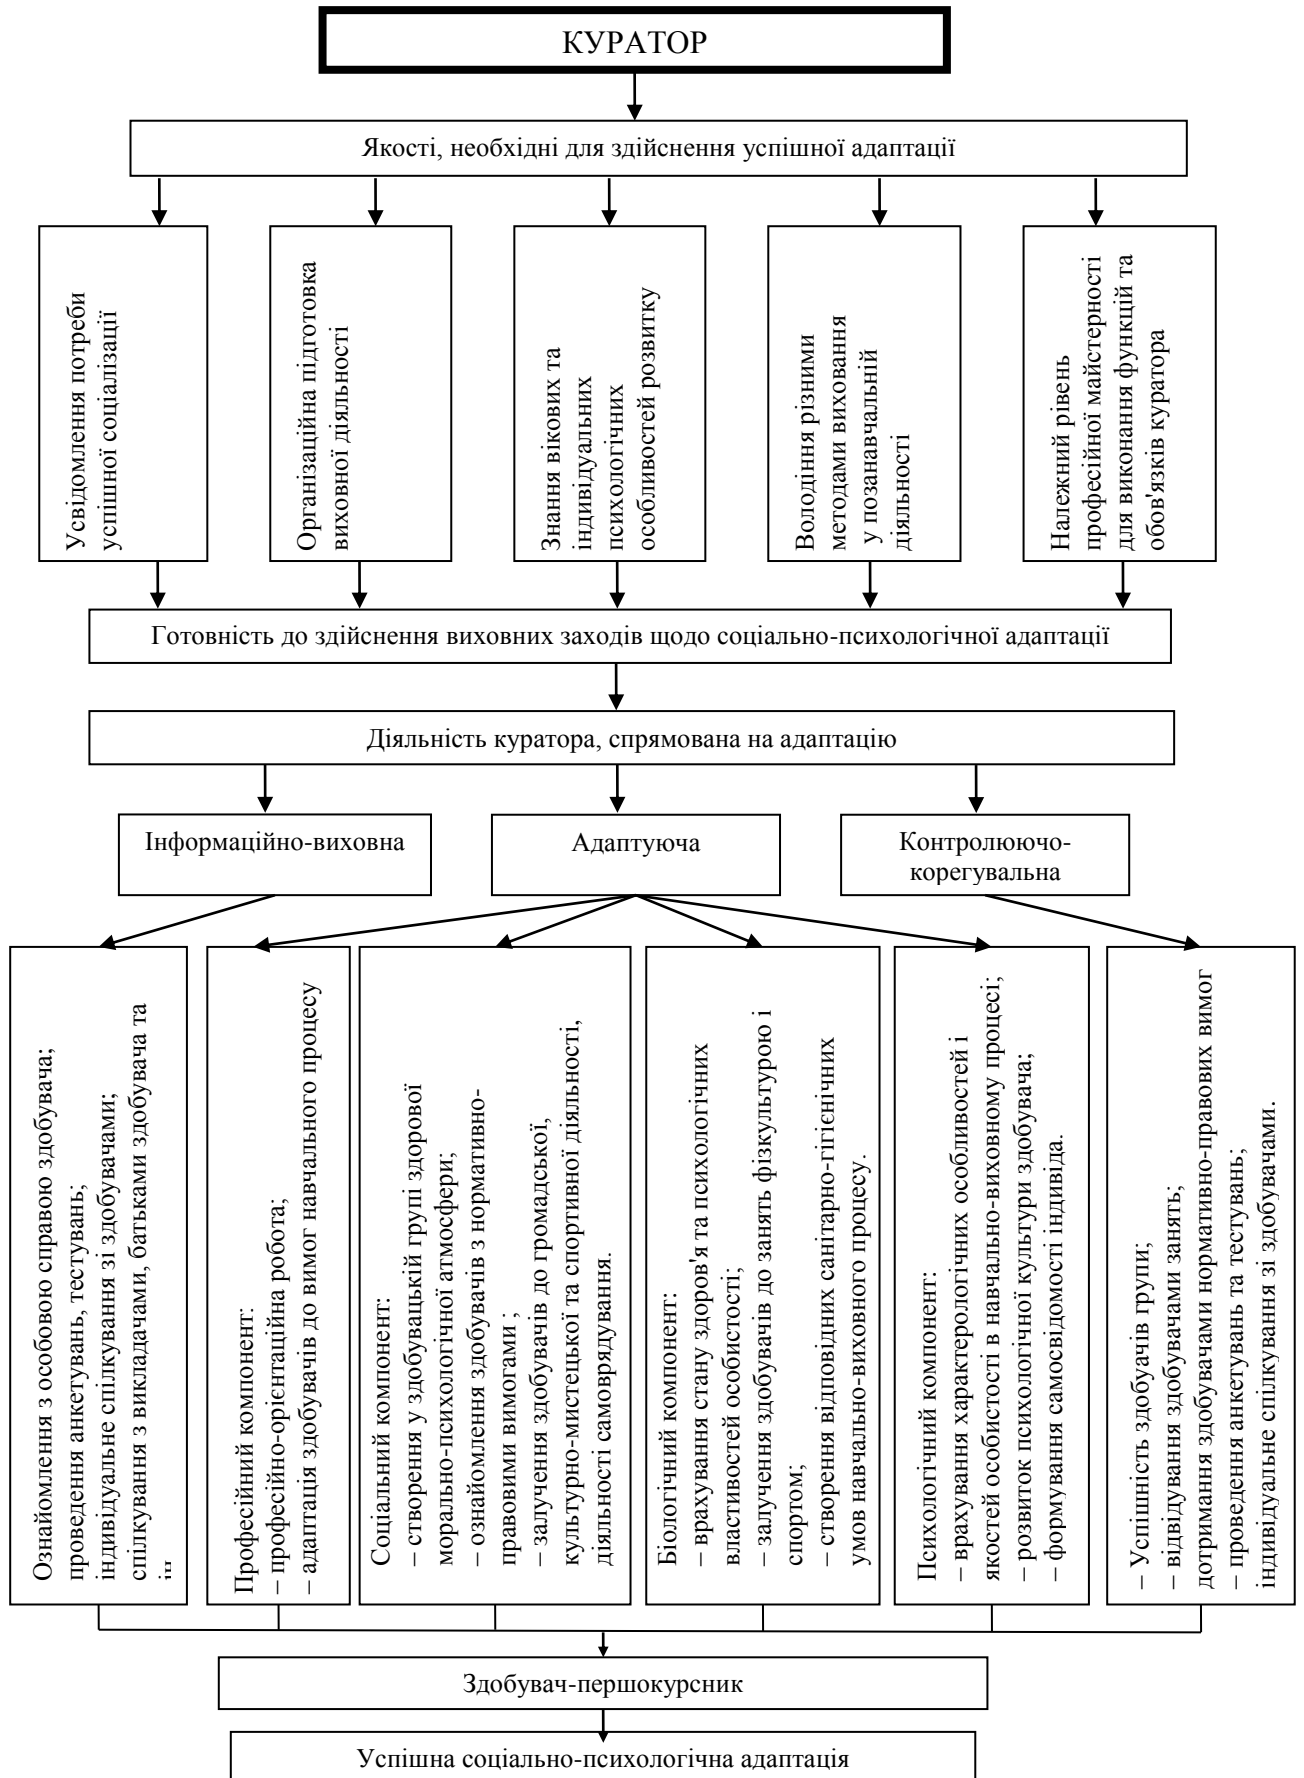 КУРАТОР
Якості, необхідні для здійснення успішної адаптації
Усвідомлення потреби
успішної соціалізації
Організаційна підготовка
виховної діяльності
Знання вікових та
індивідуальних
психологічних
особливостей розвитку
Володіння різними
методами виховання
у позанавчальній
діяльності
Належний рівень
професійної майстерності
для виконання функцій та
обов'язків куратора
Готовність до здійснення виховних заходів щодо соціально-психологічної адаптації
Діяльність куратора, спрямована на адаптацію
Інформаційно-виховна
Адаптуюча
Контролюючо-
корегувальна
Ознайомлення з особовою справою здобувача;
проведення анкетувань, тестувань;
індивідуальне спілкування зі здобувачами;
спілкування з викладачами, батьками здобувача та
Професійний компонент:
– професійно-орієнтаційна робота;
– адаптація здобувачів до вимог навчального процесу
Соціальний компонент:
– створення у здобувацькій групі здорової
морально-психологічної атмосфери;
– ознайомлення здобувачів з нормативно-
правовими вимогами ;
– залучення здобувачів до громадської,
культурно-мистецької та спортивної діяльності,
діяльності самоврядування.
Біологічний компонент:
– врахування стану здоров'я та психологічних
властивостей особистості;
– залучення здобувачів до занять фізкультурою і
спортом;
– створення відповідних санітарно-гігієнічних
умов навчально-виховного процесу.
Психологічний компонент:
– врахування характерологічних особливостей і
якостей особистості в навчально-виховному процесі;
– розвиток психологічної культури здобувача;
– формування самосвідомості індивіда.
– Успішність здобуачів групи;
– відвідування здобувачами занять;
дотримання здобувачами нормативно-правових вимог
– проведення анкетувань та тестувань;
індивідуальне спілкування зі здобувачами.
Здобувач-першокурсник
Успішна соціально-психологічна адаптація